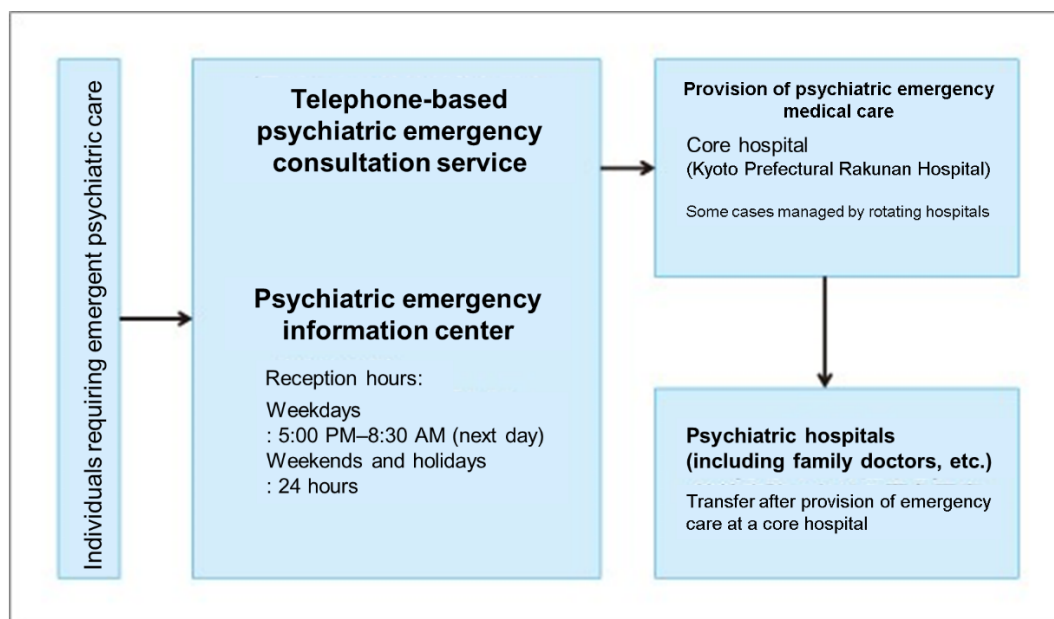 Individuals requiring emergent psychiatric care
Telephone-based
psychiatric emergency
consultation service
Psychiatric emergency
information center
Reception hours:
Weekdays
: 5:00 PM–8:30 AM (next day)
Weekends and holidays
: 24 hours
Provision of psychiatric emergency
medical care
Core hospital
(Kyoto Prefectural Rakunan Hospital)
Some cases managed by rotating hospitals
Psychiatric hospitals
(including family doctors, etc.)
Transfer after provision of emergency
care at a core hospital